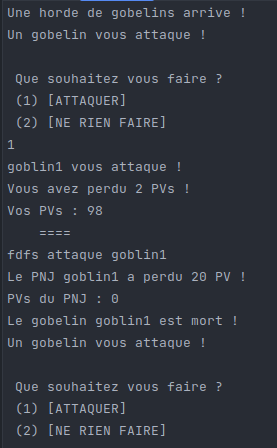 Une horde de gobelins arrive !
Un gobelin vous attaque !
Que souhaitez vous faire ?
(1) [ATTAQUER]
(2) [NE RIEN FAIRE]
1
goblin1 vous attaque !
Vous avez perdu 2 PVs !
Vos PVs : 98
====
fdfs attaque goblin1
Le PNJ goblin1 a perdu 20 PV !
PVs du PNJ : 0
Le gobelin goblin1 est mort !
Un gobelin vous attaque !
Que souhaitez vous faire ?
(1) [ATTAQUER]
(2) [NE RIEN FAIRE]